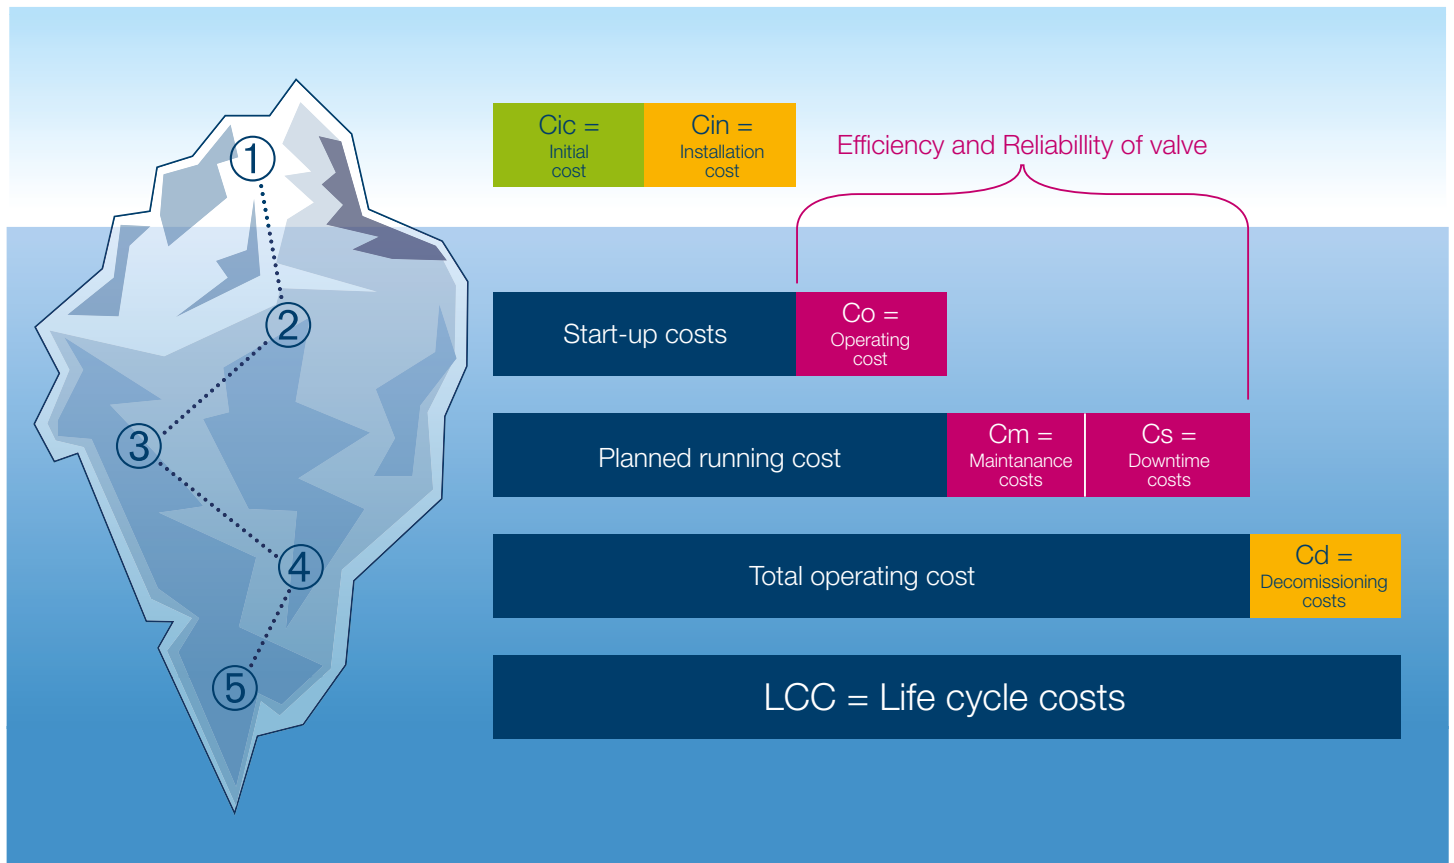 1
Cic =
Initial
cost
Cin =
Installation
cost
Efficiency and Reliabillity of valve
2
Start-up costs
Co =
Operating
cost
3
Planned running cost
Cm =
Maintanance
costs
Cs =
Downtime
costs
4
Total operating cost
Cd =
Decomissioning
costs
5
LCC = Life cycle costs